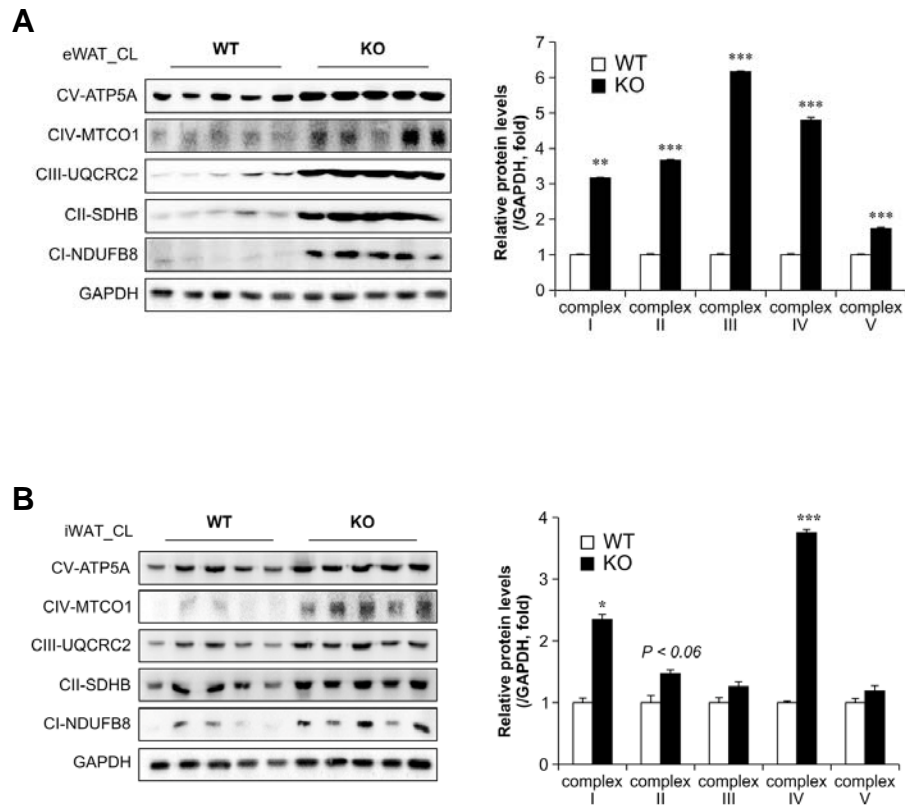 A
eWAT_CL
WT
KO
CV-ATP5A
CIV-MTCO1
CIII-UQCRC2
CII-SDHB
CI-NDUFB8
GAPDH
Relative protein levels
(/GAPDH, fold)
7
6
5
4
3
2
1
0
WT
KO
**
***
***
***
***
complex complex complex complex complex
I II III IV V
B
iWAT_CL
WT
KO
CV-ATP5A
CIV-MTCO1
CIII-UQCRC2
CII-SDHB
CI-NDUFB8
GAPDH
Relative protein levels
(/GAPDH, fold)
4
3
2
1
0
WT
KO
*
P < 0.06
***
complex complex complex complex complex
I II III IV V